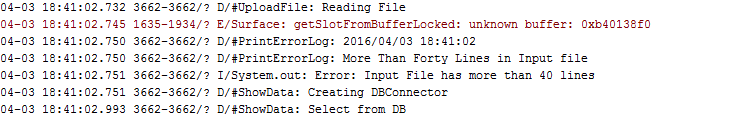 04-03 18:41:02.732 3662-3662/? D/#UploadFile: Reading File
04-03 18:41:02.745 1635-1934/? E/Surface: getSlotFromBufferLocked: unknown buffer: 0xb40138f0
04-03 18:41:02.750 3662-3662/? D/#PrintErrorLog: 2016/04/03 18:41:02
04-03 18:41:02.750 3662-3662/? D/#PrintErrorLog: More Than Forty Lines in Input file
04-03 18:41:02.751 3662-3662/? I/System.out: Error: Input File has more than 40 lines
04-03 18:41:02.751 3662-3662/? D/#ShowData: Creating DBConnector
04-03 18:41:02.993 3662-3662/? D/#ShowData: Select from DB